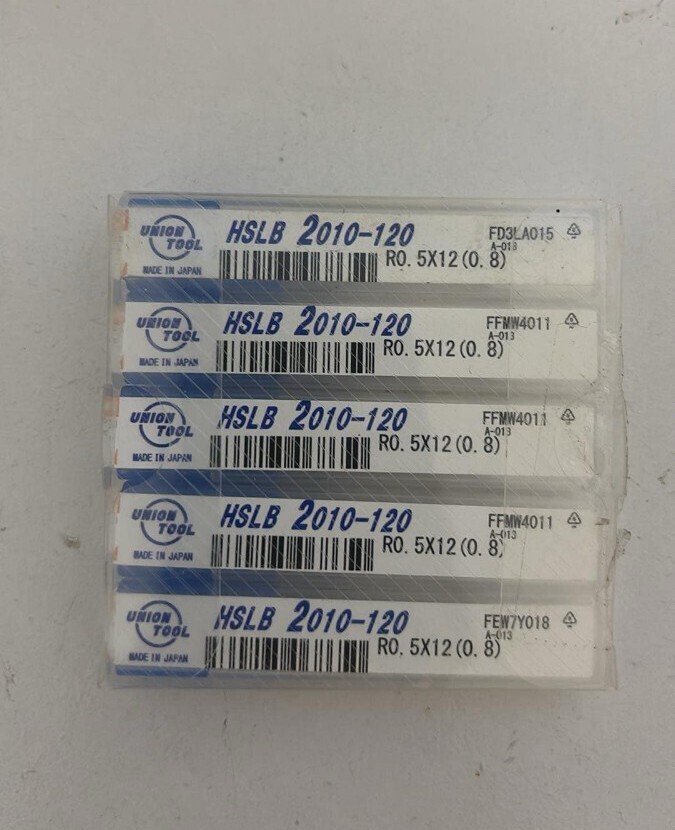 UNION TOOL
MADE IN JAPAN
HSLB 2010-120
FD3LA015
A-013
R0.5X12(0.8)
UNION TOOL
MADE IN JAPAN
HSLB 2010-120
FFMW4011
A-013
R0.5X12(0.8)
UNION TOOL
MADE IN JAPAN
HSLB 2010-120
FFMW4011
A-013
R0.5X12(0.8)
UNION TOOL
MADE IN JAPAN
HSLB 2010-120
FFMW4011
A-013
R0.5X12(0.8)
UNION TOOL
MADE IN JAPAN
HSLB 2010-120
FEW7Y018
A-013
R0.5X12(0.8)